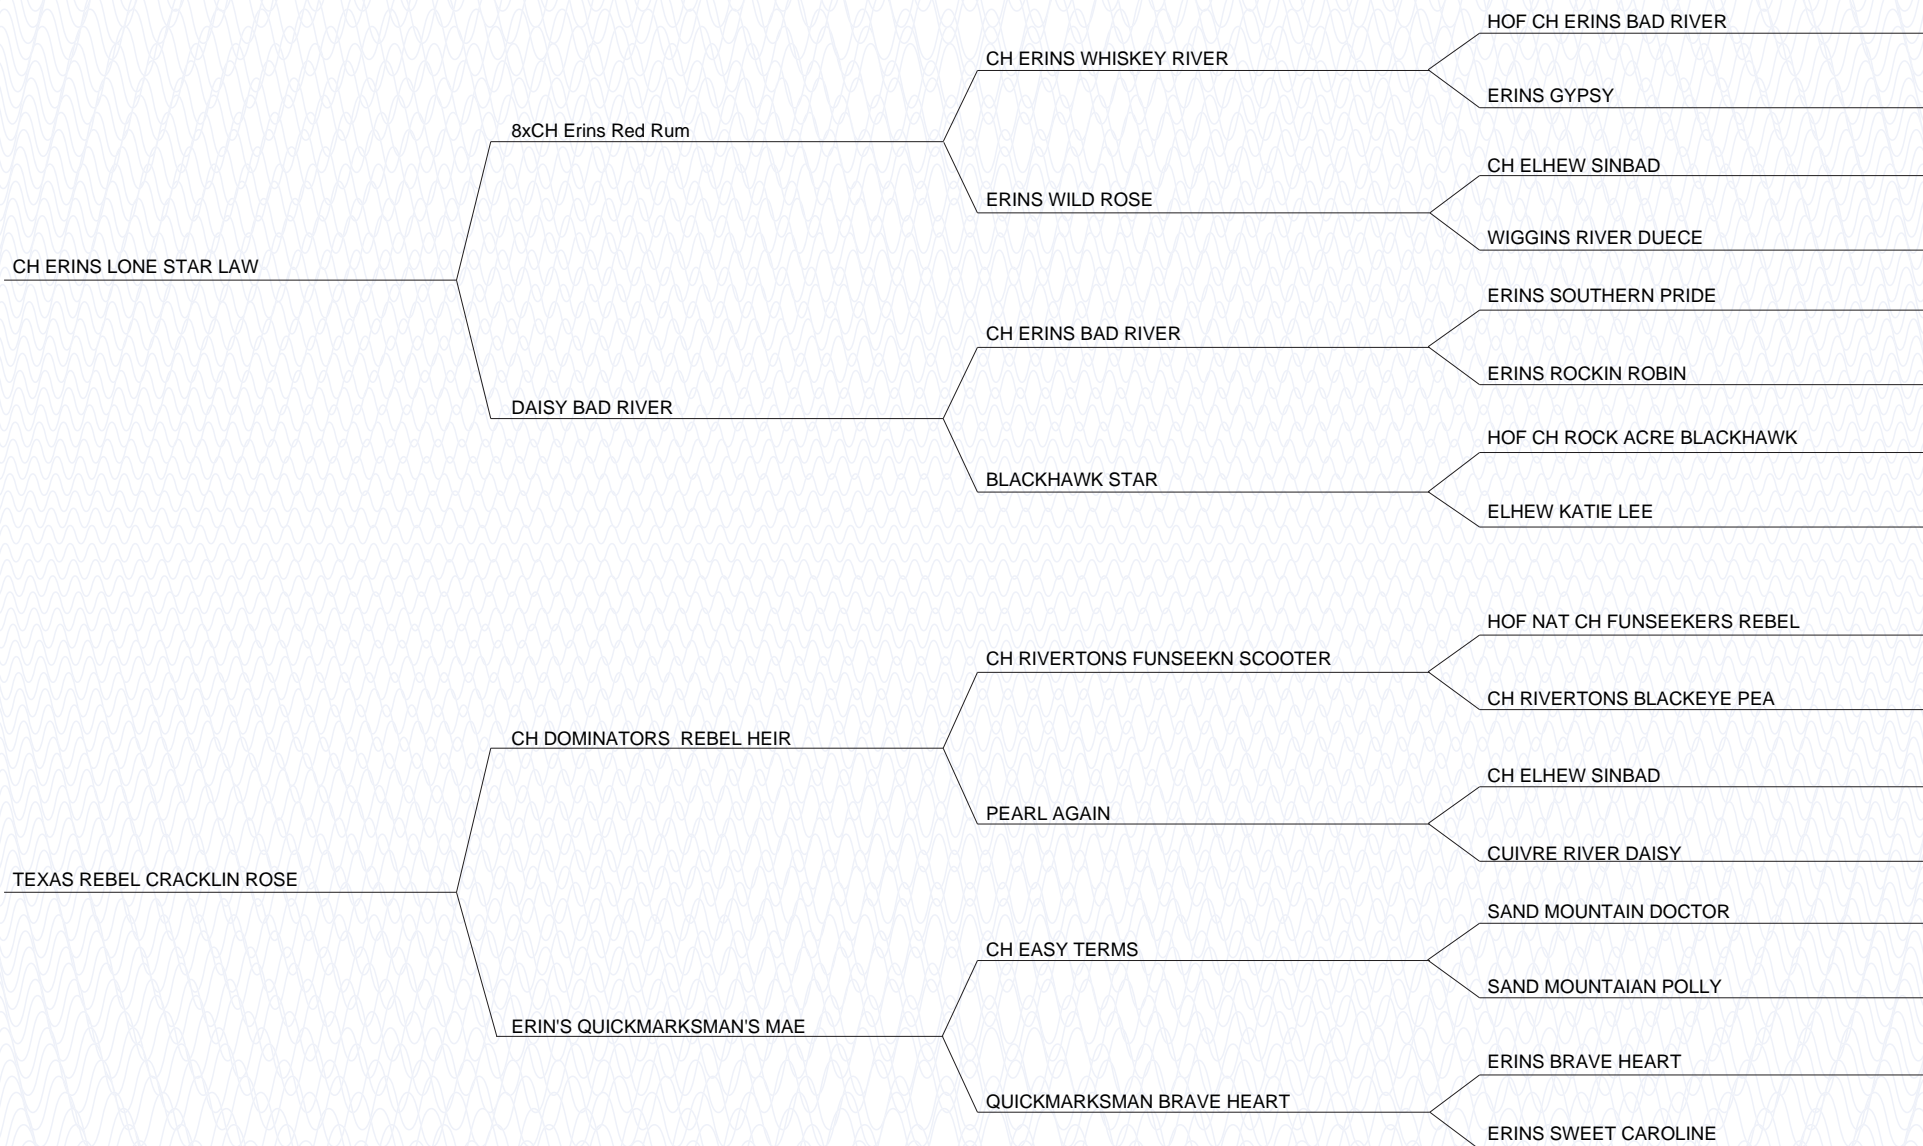 HOF CH ERINS BAD RIVER
CH ERINS WHISKEY RIVER
ERINS GYPSY
8xCH Erins Red Rum
CH ELHEW SINBAD
ERINS WILD ROSE
WIGGINS RIVER DUECE
CH ERINS LONE STAR LAW
ERINS SOUTHERN PRIDE
CH ERINS BAD RIVER
ERINS ROCKIN ROBIN
DAISY BAD RIVER
HOF CH ROCK ACRE BLACKHAWK
BLACKHAWK STAR
ELHEW KATIE LEE
HOF NAT CH FUNSEEKERS REBEL
CH RIVERTONS FUNSEEKN SCOOTER
CH RIVERTONS BLACKEYE PEA
CH DOMINATORS  REBEL HEIR
CH ELHEW SINBAD
PEARL AGAIN
CUIVRE RIVER DAISY
TEXAS REBEL CRACKLIN ROSE
SAND MOUNTAIN DOCTOR
CH EASY TERMS
SAND MOUNTAIAN POLLY
ERIN'S QUICKMARKSMAN'S MAE
ERINS BRAVE HEART
QUICKMARKSMAN BRAVE HEART
ERINS SWEET CAROLINE